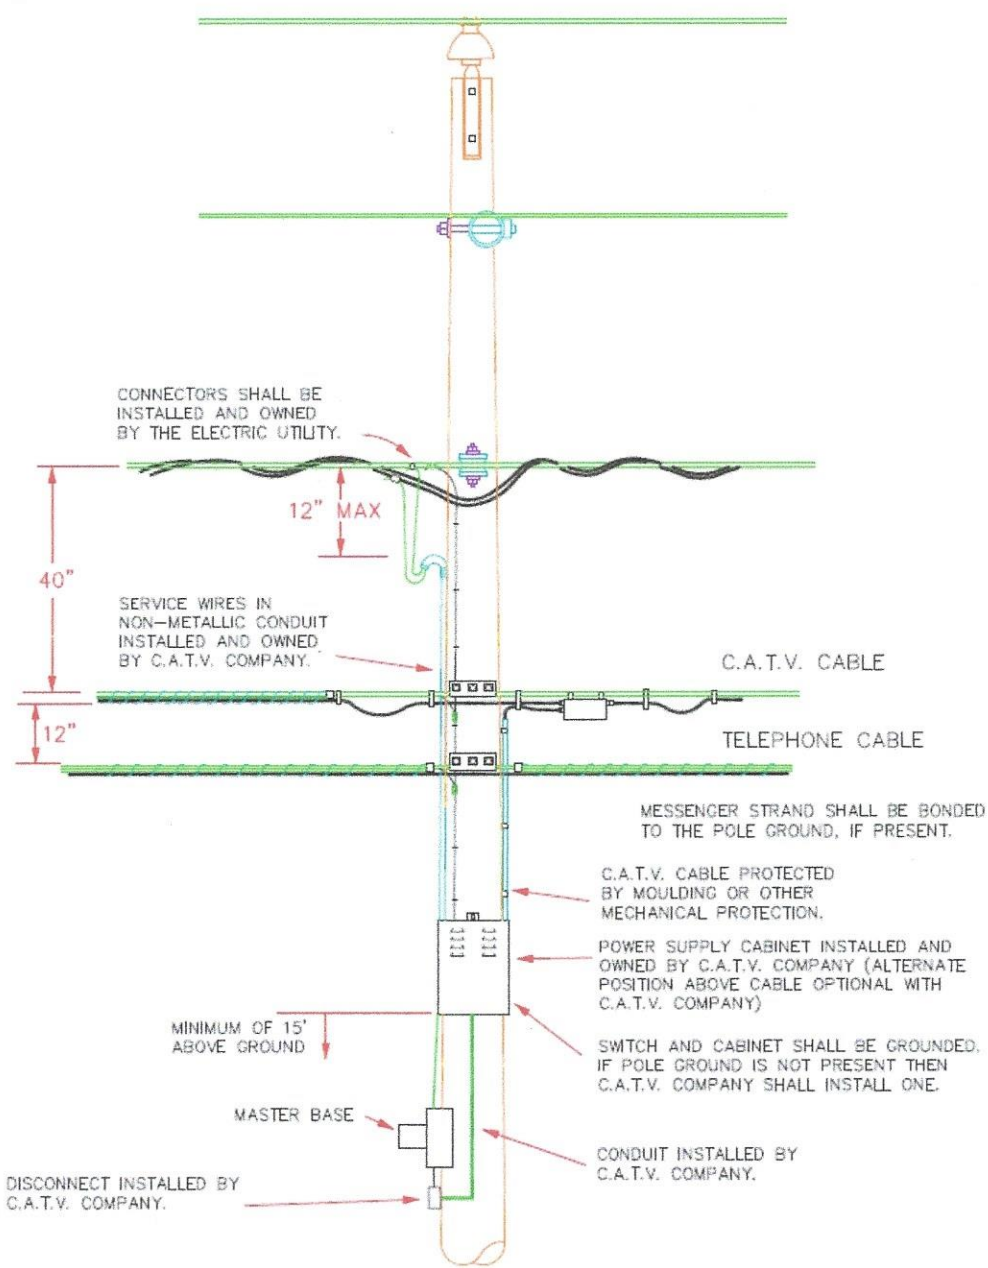 CONNECTORS SHALL BE
INSTALLED AND OWNED
BY THE ELECTRIC UTILITY.
12" MAX
40"
SERVICE WIRES IN
NON-METALLIC CONDUIT
INSTALLED AND OWNED
BY C.A.T.V. COMPANY.
C.A.T.V. CABLE
12"
TELEPHONE CABLE
MESSENGER STRAND SHALL BE BONDED
TO THE POLE GROUND, IF PRESENT.
C.A.T.V. CABLE PROTECTED
BY MOULDING OR OTHER
MECHANICAL PROTECTION.
POWER SUPPLY CABINET INSTALLED AND
OWNED BY C.A.T.V. COMPANY (ALTERNATE
POSITION ABOVE CABLE OPTIONAL WITH
C.A.T.V. COMPANY)
MINIMUM OF 15'
ABOVE GROUND
SWITCH AND CABINET SHALL BE GROUNDED.
IF POLE GROUND IS NOT PRESENT THEN
C.A.T.V. COMPANY SHALL INSTALL ONE.
MASTER BASE
CONDUIT INSTALLED BY
C.A.T.V. COMPANY.
DISCONNECT INSTALLED BY
C.A.T.V. COMPANY.